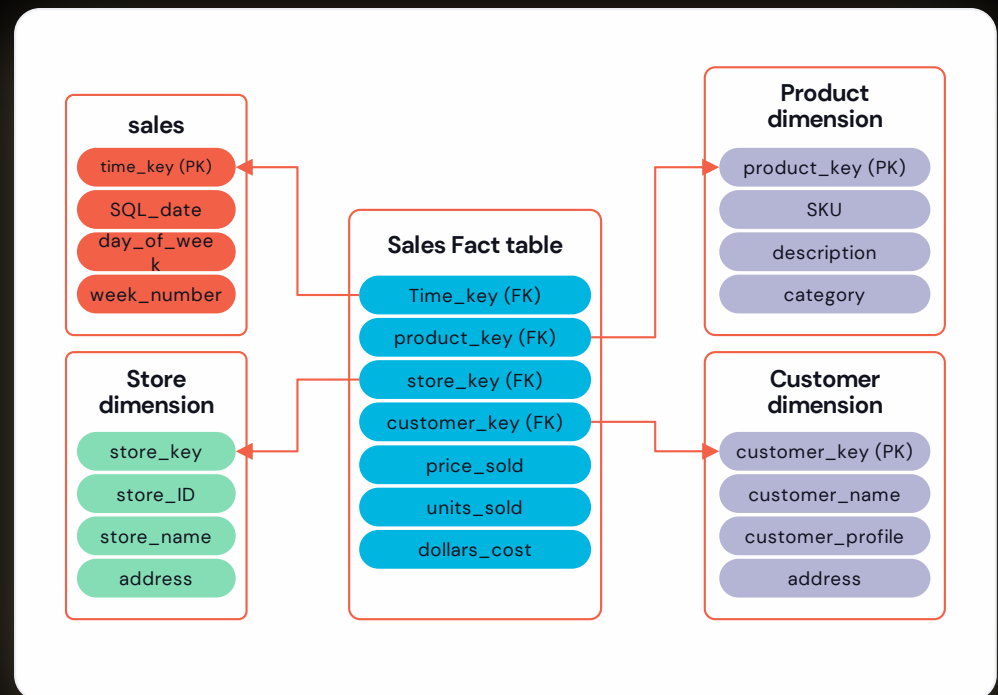 sales
time_key (PK)
SQL_date
day_of_wee
k
week_number
Store
dimension
store_key
store_ID
store_name
address
Sales Fact table
Time_key (FK)
product_key (FK)
store_key (FK)
customer_key (FK)
price_sold
units_sold
dollars_cost
Product
dimension
product_key (PK)
SKU
description
category
Customer
dimension
customer_key (PK)
customer_name
customer_profile
address